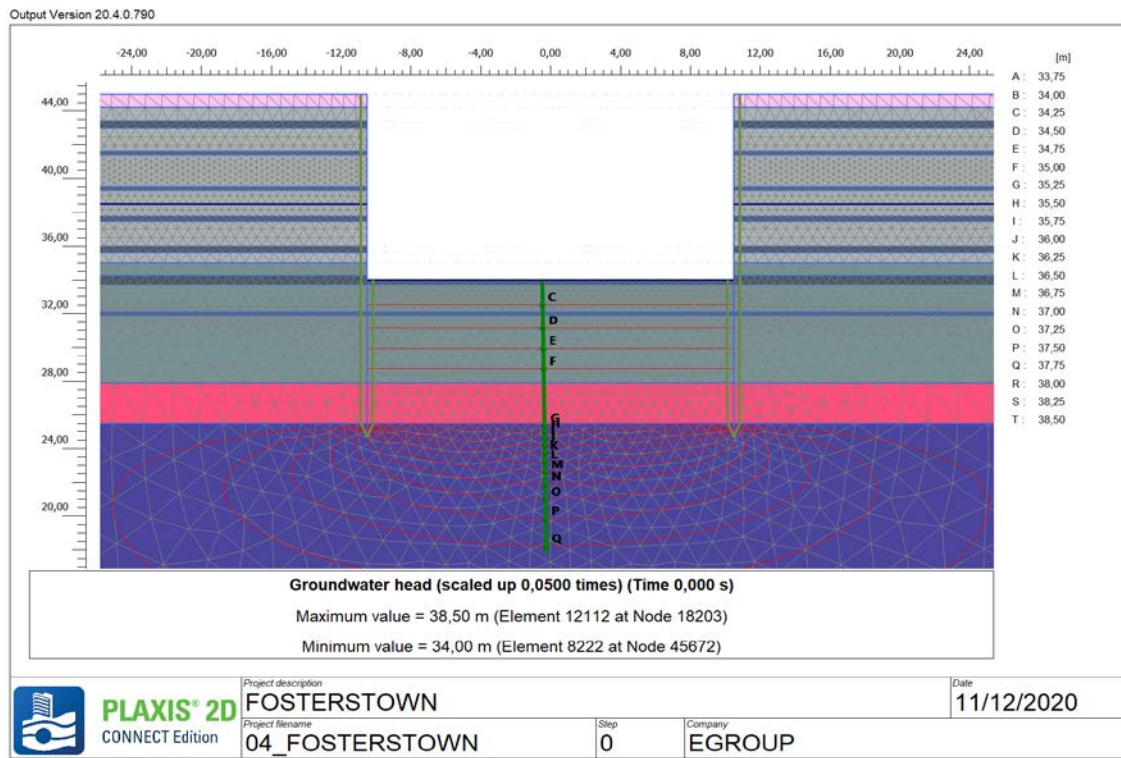 Output Version 20.4.0.790
-24,00 -20,00 -16,00 -12,00 -8,00 -4,00 0,00 4,00 8,00 12,00 16,00 20,00 24,00
[m]
44,00
40,00
36,00
32,00
28,00
24,00
20,00
A : 33,75
B : 34,00
C : 34,25
D : 34,50
E : 34,75
F : 35,00
G : 35,25
H : 35,50
I : 35,75
J : 36,00
K : 36,25
L : 36,50
M : 36,75
N : 37,00
O : 37,25
P : 37,50
Q : 37,75
R : 38,00
S : 38,25
T : 38,50
C
D
E
F
G
H
K
L
M
N
O
P
Q
Groundwater head (scaled up 0,0500 times) (Time 0,000 s)
Maximum value = 38,50 m (Element 12112 at Node 18203)
Minimum value = 34,00 m (Element 8222 at Node 45672)
PLAXIS® 2D
CONNECT Edition
Project description
FOSTERSTOWN
Date
11/12/2020
Project filename
04_FOSTERSTOWN
Step
0
Company
EGROUP